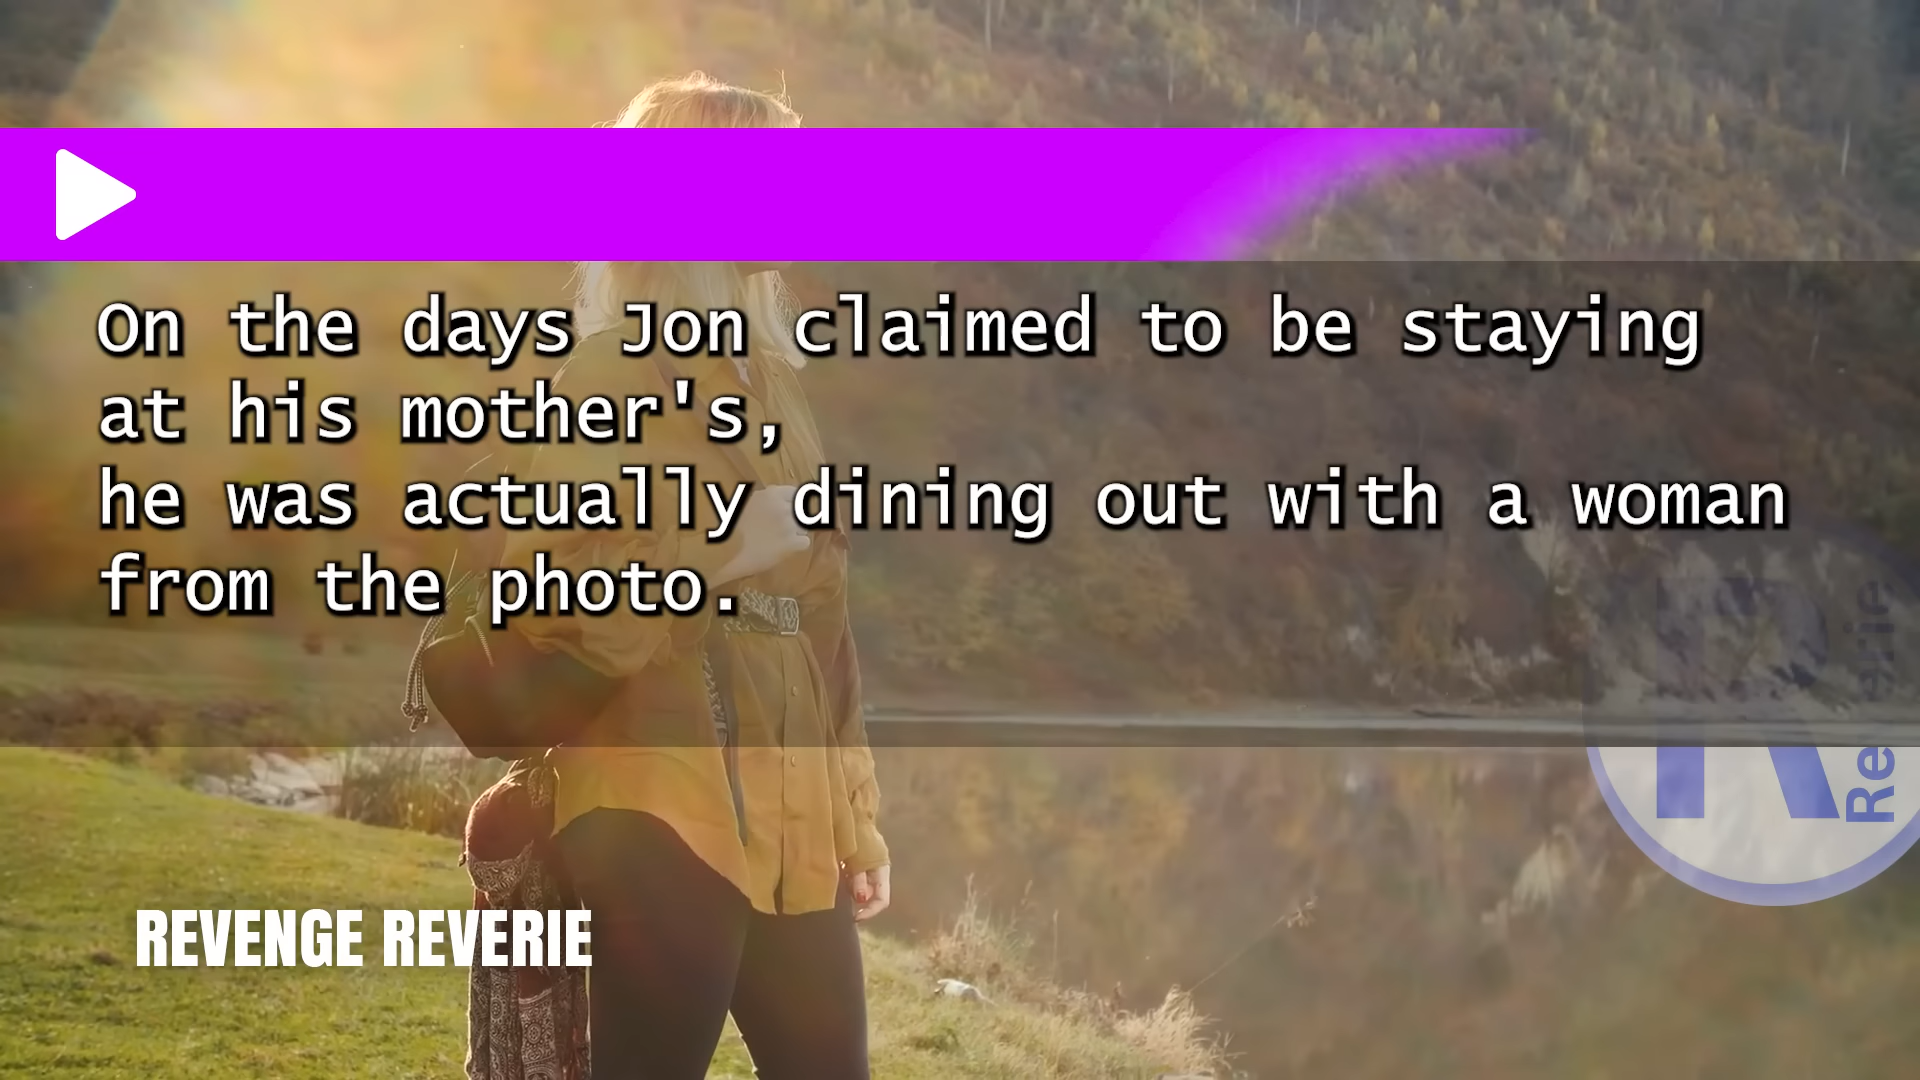 On the days Jon claimed to be staying
at his mother's,
he was actually dining out with a woman
from the photo.
REVENGE REVERIE
R
Reverie